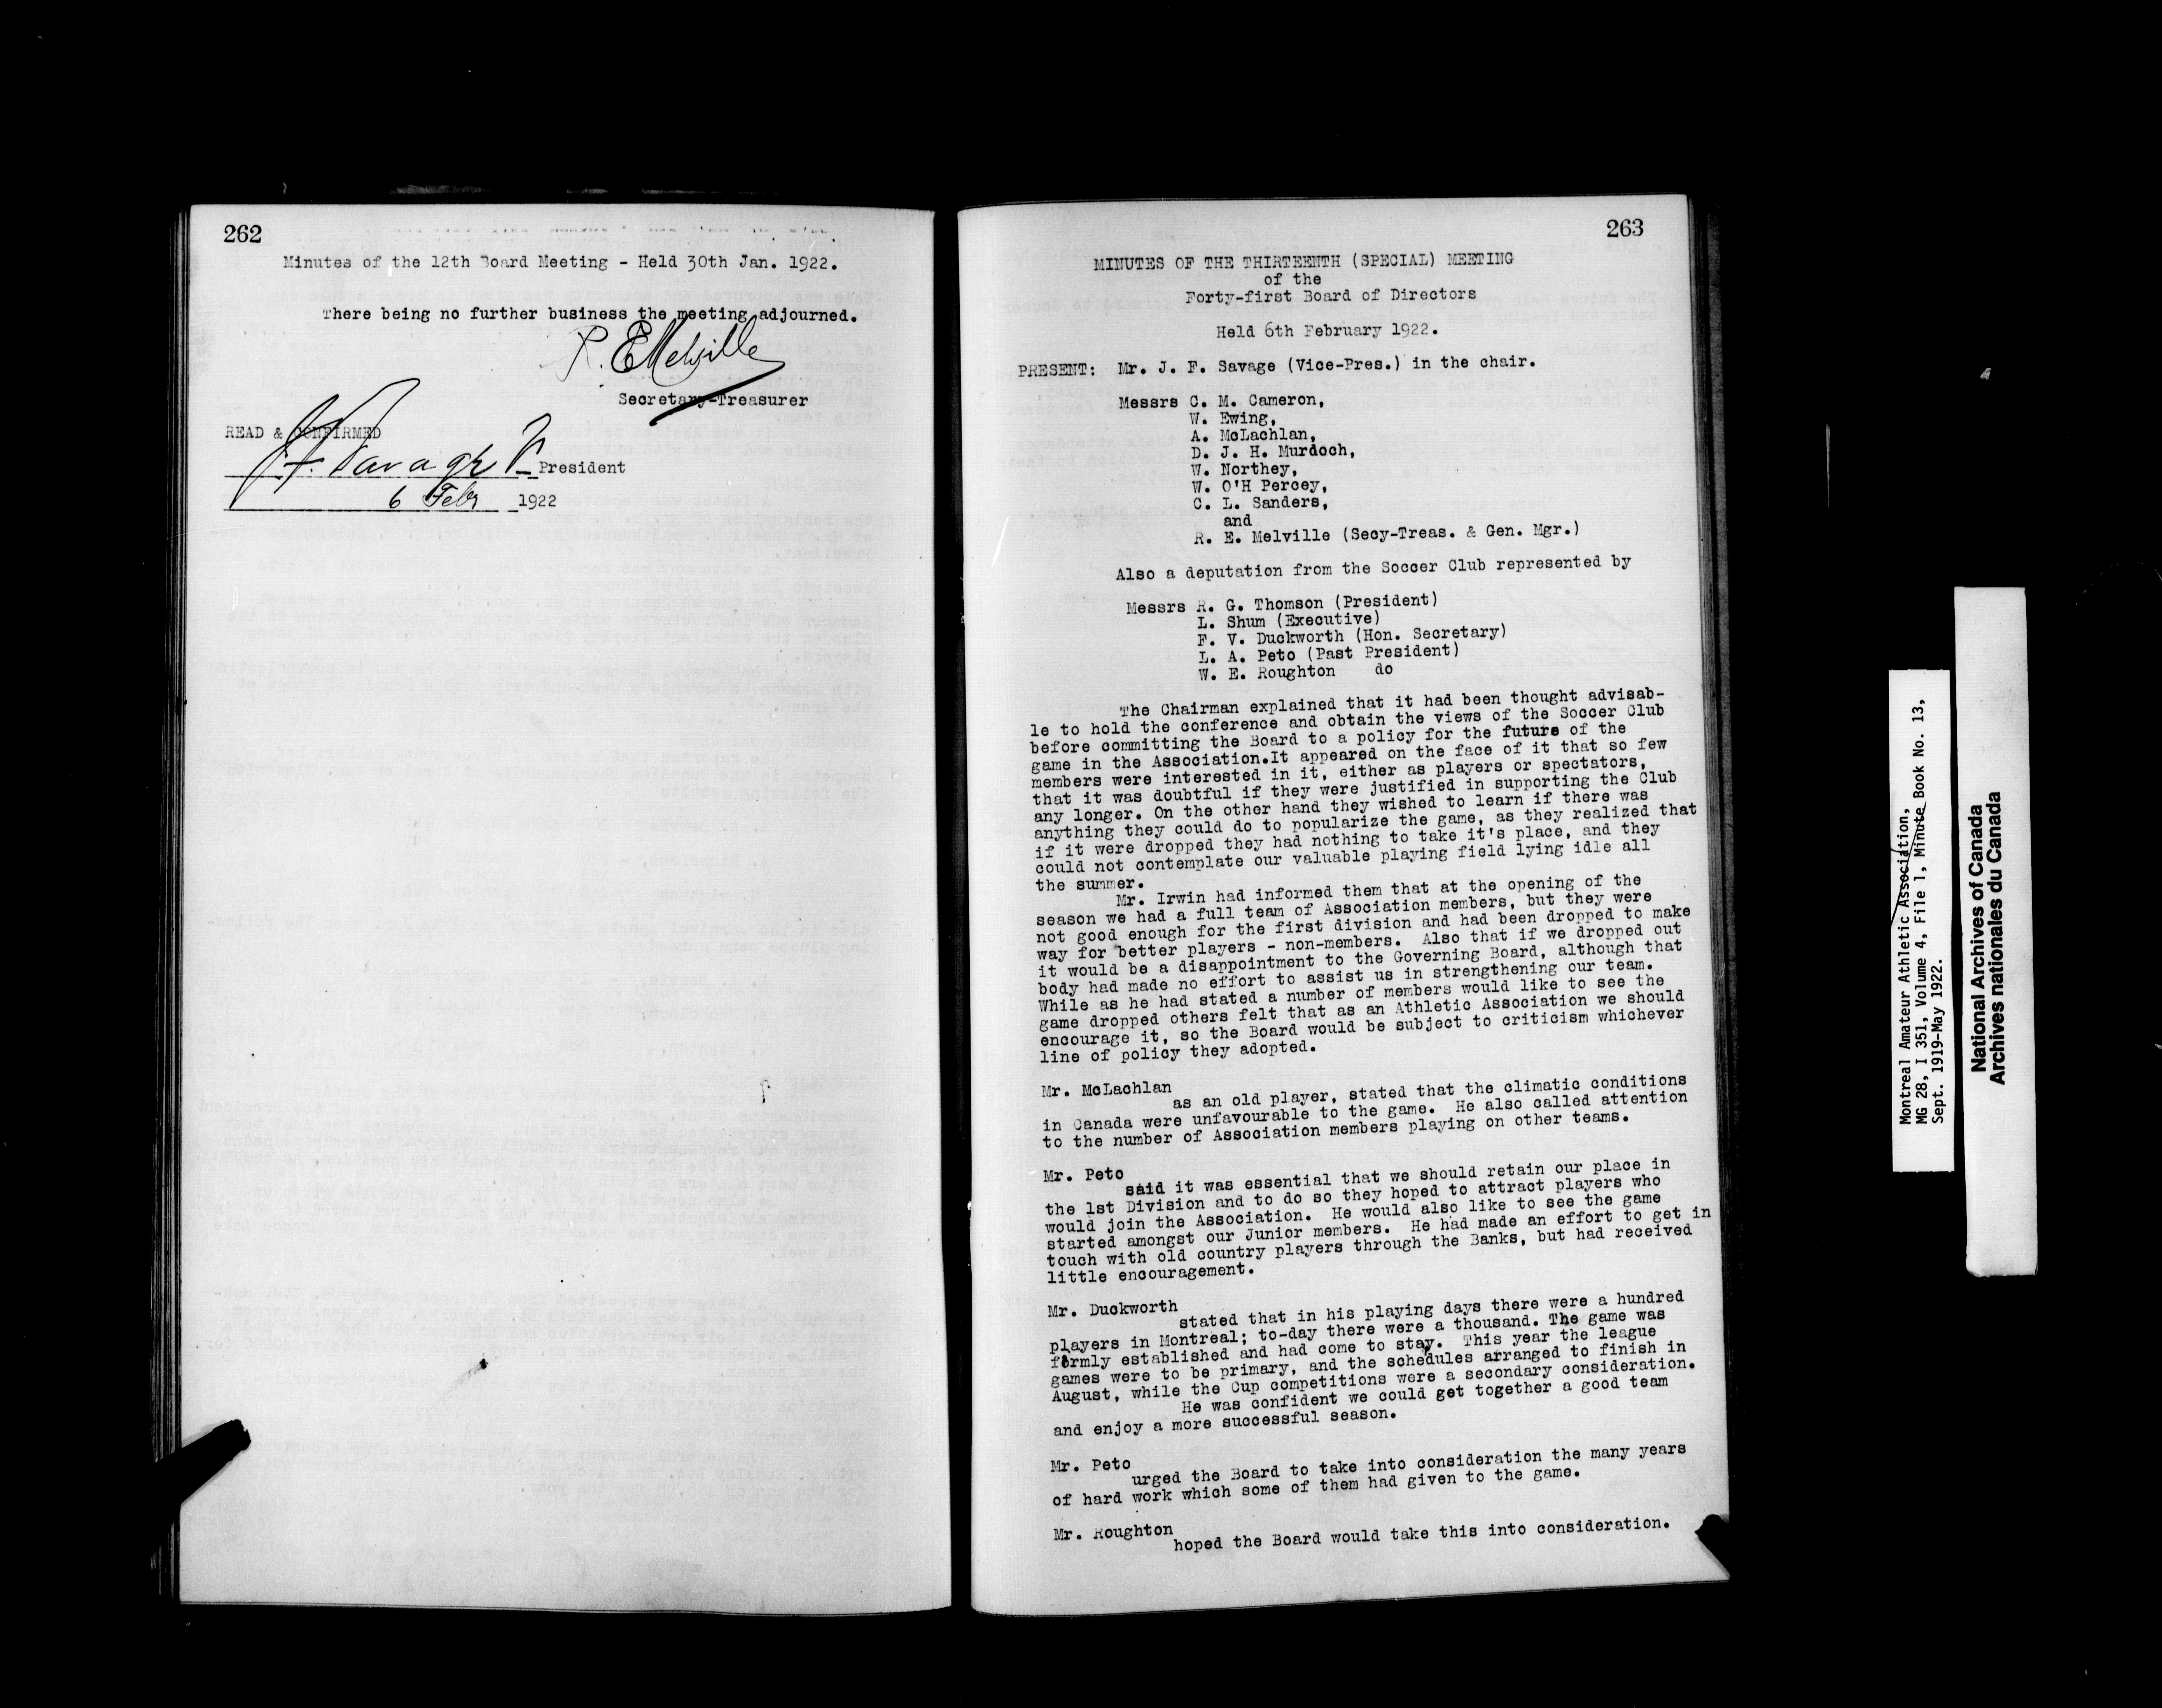 262
Minutes of the 12th Board Meeting - Held 30th Jan. 1922.
There being no further business the meeting adjourned.
R. E Melville
Secretary-Treasurer
READ & CONFIRMED
J. F. Savage VP President
6 Feby 1922
263
MINUTES OF THE THIRTEENTH (SPECIAL) MEETING
of the
Forty-first Board of Directors
Held 6th February 1922.
PRESENT: Mr. J. F. Savage (Vice-Pres.) in the chair.
Messrs C. M. Cameron,
W. Ewing,
A. McLachlan,
D. J. H. Murdoch,
W. Northey,
W. O'H Percey,
C. L. Sanders,
and
R. E. Melville (Secy-Treas. & Gen. Mgr.)
Also a deputation from the Soccer Club represented by
Messrs R. G. Thomson (President)
L. Shum (Executive)
F. V. Duckworth (Hon. Secretary)
L. A. Peto (Past President)
W. E. Roughton do
The Chairman explained that it had been thought advisab-
le to hold the conference and obtain the views of the Soccer Club
before committing the Board to a policy for the future of the
game in the Association.It appeared on the face of it that so few
members were interested in it, either as players or spectators,
that it was doubtful if they were justified in supporting the Club
any longer. On the other hand they wished to learn if there was
anything they could do to popularize the game, as they realized that
if it were dropped they had nothing to take it's place, and they
could not contemplate our valuable playing field lying idle all
the summer.
Mr. Irwin had informed them that at the opening of the
season we had a full team of Association members, but they were
not good enough for the first division and had been dropped to make
way for better players - non-members. Also that if we dropped out
it would be a disappointment to the Governing Board, although that
body had made no effort to assist us in strengthening our team.
While as he had stated a number of members would like to see the
game dropped others felt that as an Athletic Association we should
encourage it, so the Board would be subject to criticism whichever
line of policy they adopted.
Mr. McLachlan
as an old player, stated that the climatic conditions
in Canada were unfavourable to the game. He also called attention
to the number of Association members playing on other teams.
Mr. Peto
said it was essential that we should retain our place in
the 1st Division and to do so they hoped to attract players who
would join the Association. He would also like to see the game
started amongst our Junior members. He had made an effort to get in
touch with old country players through the Banks, but had received
little encouragement.
Mr. Duckworth
stated that in his playing days there were a hundred
players in Montreal; to-day there were a thousand. The game was
firmly established and had come to stay. This year the league
games were to be primary, and the schedules arranged to finish in
August, while the Cup competitions were a secondary consideration.
He was confident we could get together a good team
and enjoy a more successful season.
Mr. Peto
urged the Board to take into consideration the many years
of hard work which some of them had given to the game.
Mr. Roughton
hoped the Board would take this into consideration.
Montreal Amateur Athletic Association,
MG 28, I 351, Volume 4, File 1, Minute Book No. 13,
Sept. 1919-May 1922.
National Archives of Canada
Archives nationales du Canada